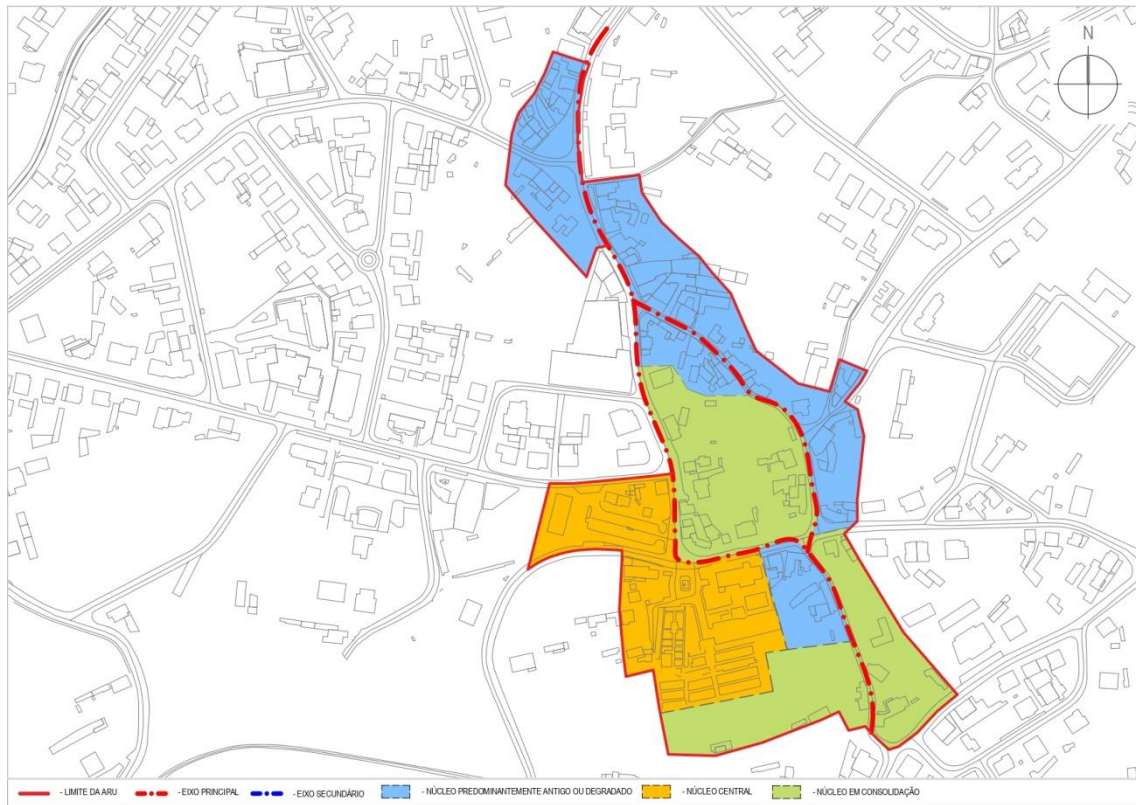 N
- LIMITE DA ARU - EIXO PRINCIPAL - EIXO SECUNDÁRIO - NÚCLEO PREDOMINANTEMENTE ANTIGO OU DEGRADADO - NÚCLEO CENTRAL - NÚCLEO EM CONSOLIDAÇÃO